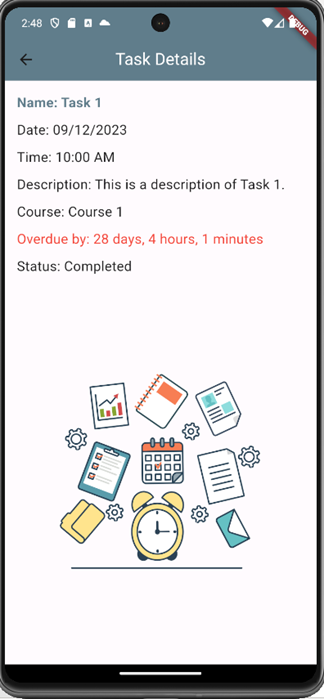 2:48
DEBUG
Task Details
Name: Task 1
Date: 09/12/2023
Time: 10:00 AM
Description: This is a description of Task 1.
Course: Course 1
Overdue by: 28 days, 4 hours, 1 minutes
Status: Completed